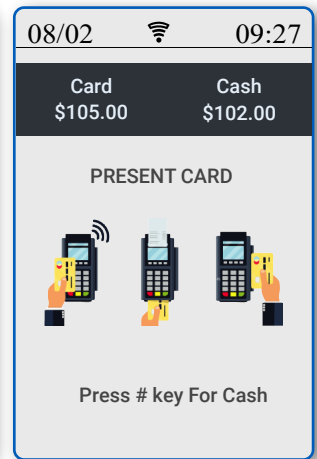 08/02 09:27
Card Cash
$105.00 $102.00
PRESENT CARD
Press # key For Cash